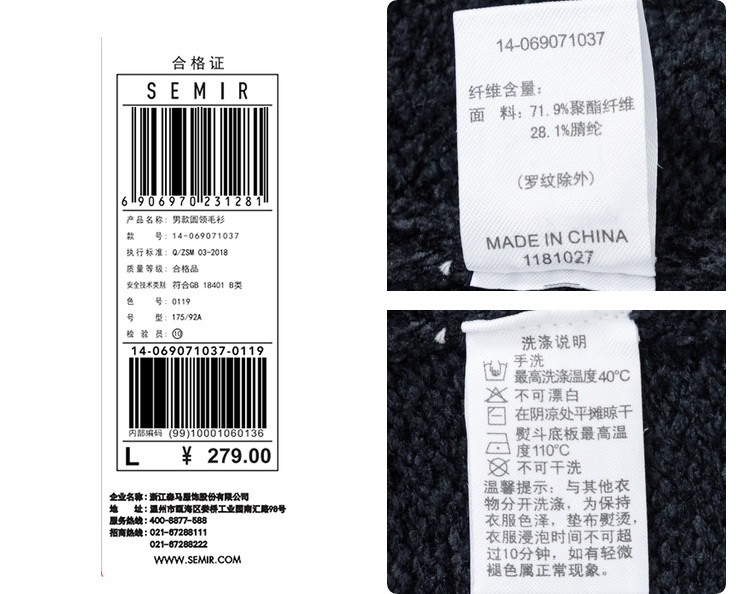 合格证
SEMIR
6 906970 231281
产品名称: 男款圆领毛衫
款 号: 14-069071037
执行标准: Q/ZSM 03-2018
质量等级: 合格品
安全技术类别 符合GB 18401 B类
色 号: 0119
号 型: 175/92A
检 验 员: ⑩
14-069071037-0119
内部编码 (99)10001060136
L ¥ 279.00
企业名称: 浙江森马服饰股份有限公司
地 址: 温州市瓯海区娄桥工业园南汇路98号
服务热线: 400-8877-588
招商热线: 021-67288111
021-67288222
WWW.SEMIR.COM
14-069071037
纤维含量:
面 料: 71.9%聚酯纤维
28.1%腈纶
(罗纹除外)
MADE IN CHINA
1181027
洗涤说明
手洗
最高洗涤温度40℃
不可漂白
在阴凉处平摊晾干
熨斗底板最高温
度110℃
不可干洗
温馨提示: 与其他衣
物分开洗涤, 为保持
衣服色泽, 垫布熨烫,
衣服浸泡时间不可超
过10分钟, 如有轻微
褪色属正常现象。